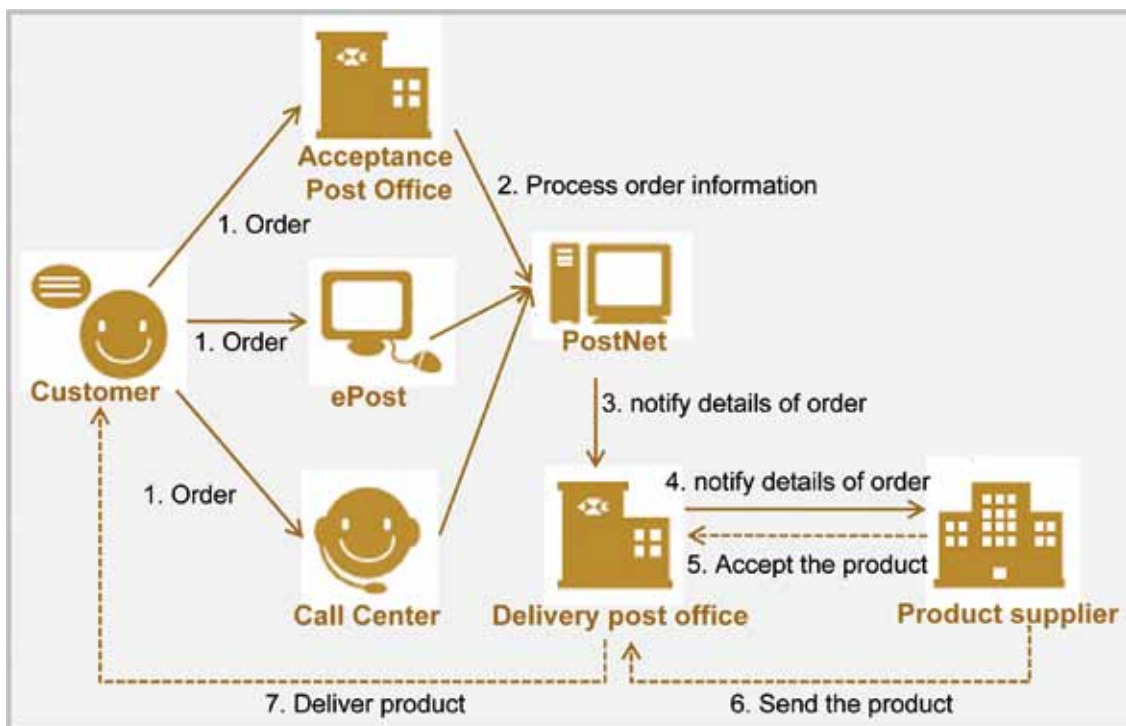 Acceptance
Post Office
2. Process order information
1. Order
PostNet
1. Order
Customer
ePost
3. notify details of order
1. Order
4. notify details of order
5. Accept the product
Call Center
Delivery post office
Product supplier
7. Deliver product
6. Send the product